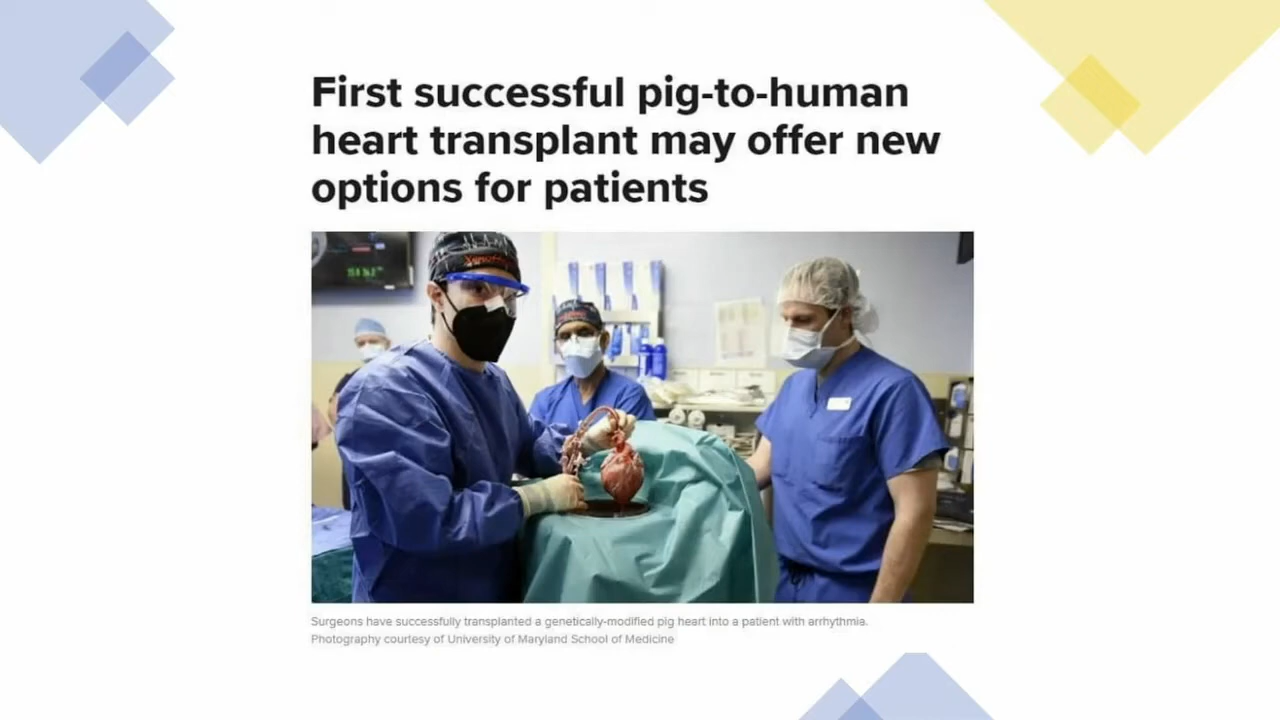 First successful pig-to-human
heart transplant may offer new
options for patients
Surgeons have successfully transplanted a genetically-modified pig heart into a patient with arrhythmia.
Photography courtesy of University of Maryland School of Medicine